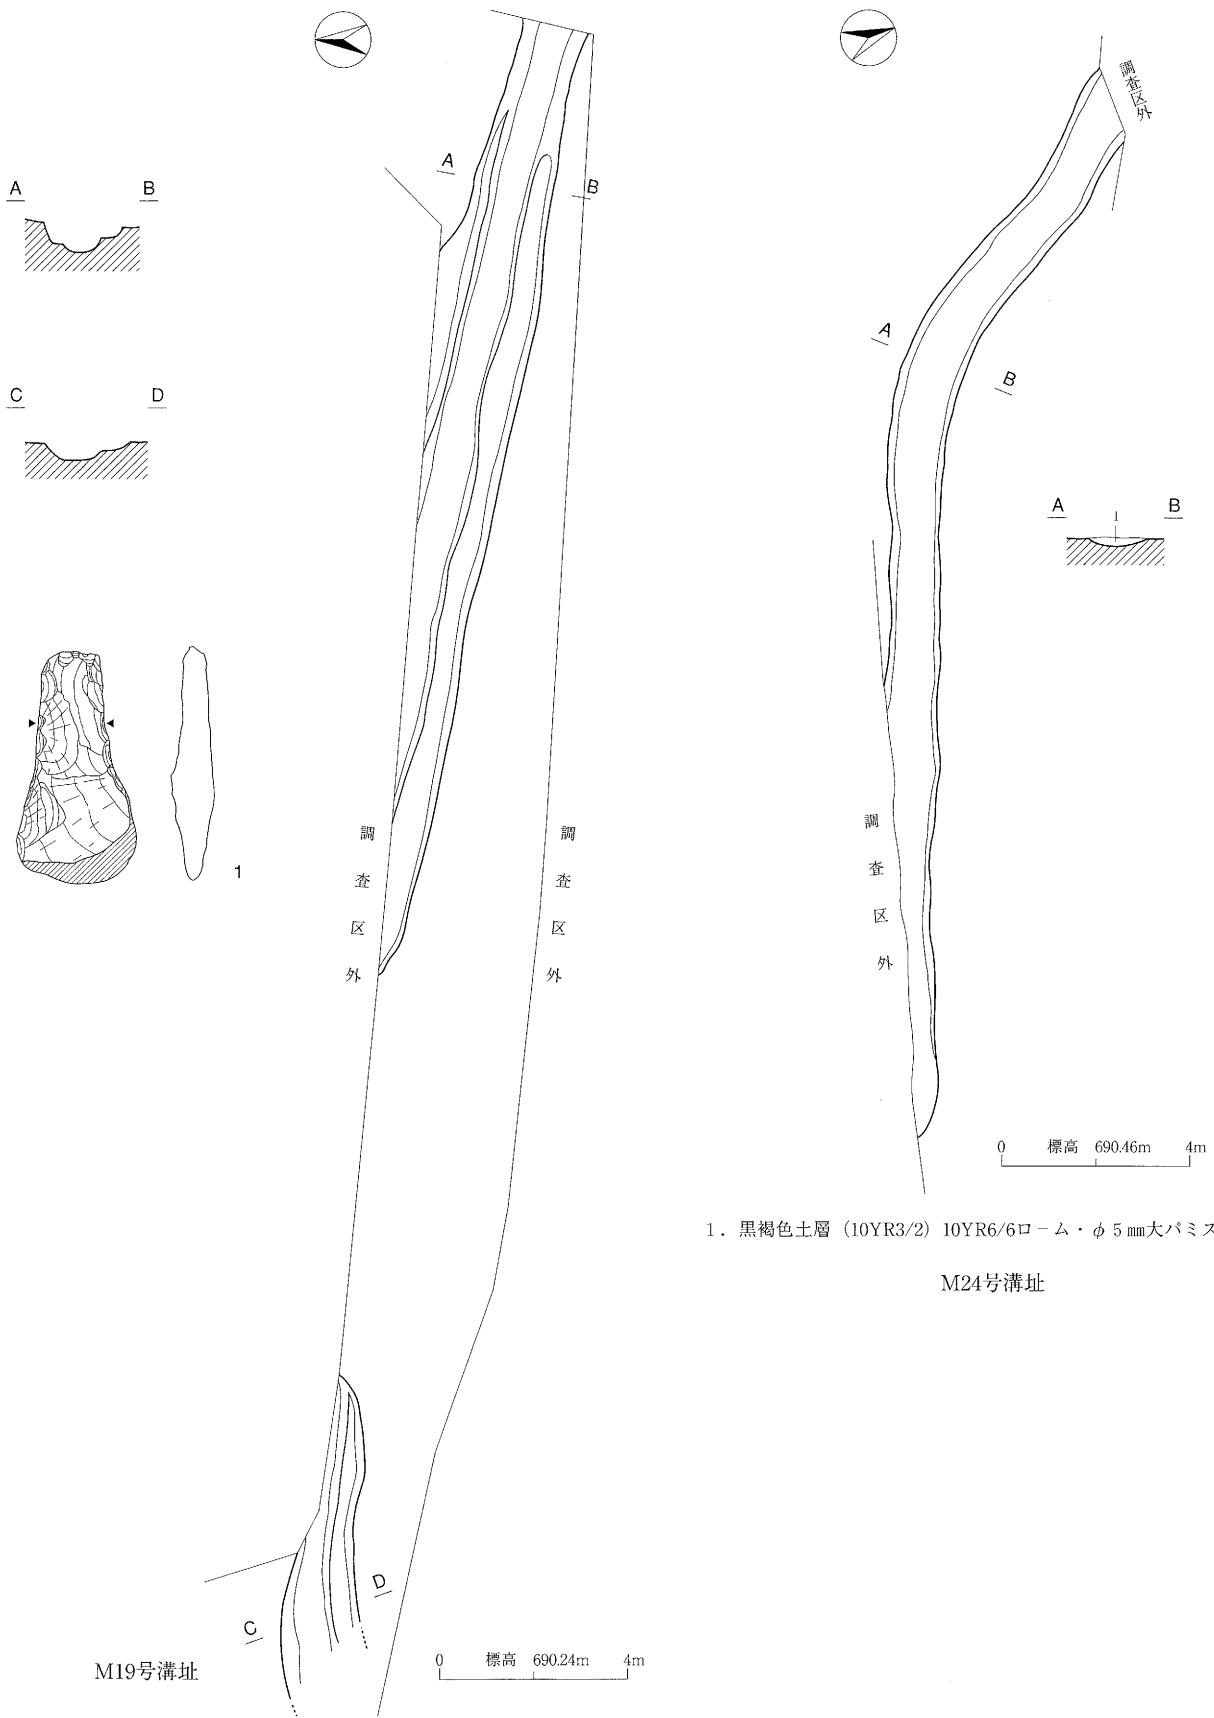 A B
C D
1
A
B
調査区外
調査区外
C
D
M19号溝址
0 標高 690.24m 4m
調査区外
A
B
A 1 B
調査区外
0 標高 690.46m 4m
1．黒褐色土層（10YR3/2）10YR6/6ローム・φ5㎜大パミス
M24号溝址